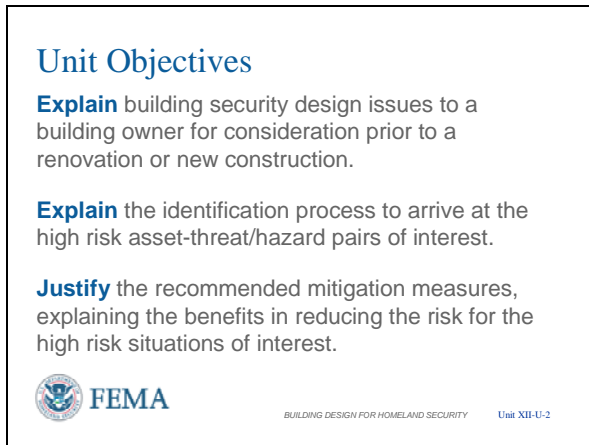 Unit Objectives
Explain building security design issues to a
building owner for consideration prior to a
renovation or new construction.
Explain the identification process to arrive at the
high risk asset-threat/hazard pairs of interest.
Justify the recommended mitigation measures,
explaining the benefits in reducing the risk for the
high risk situations of interest.
FEMA
BUILDING DESIGN FOR HOMELAND SECURITY Unit XII-U-2